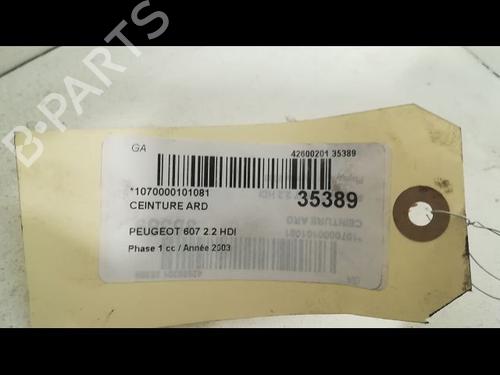 GA
42600201 35389
*1070000101081
35389
CEINTURE ARD
PEUGEOT 607 2.2 HDI
Phase 1 cc / Année 2003
B-PARTS